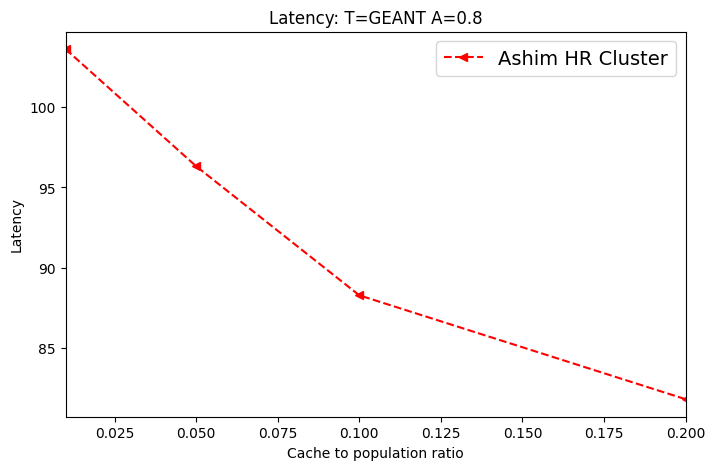 Latency: T=GEANT A=0.8
Ashim HR Cluster
Latency
100
95
90
85
0.025 0.050 0.075 0.100 0.125 0.150 0.175 0.200
Cache to population ratio